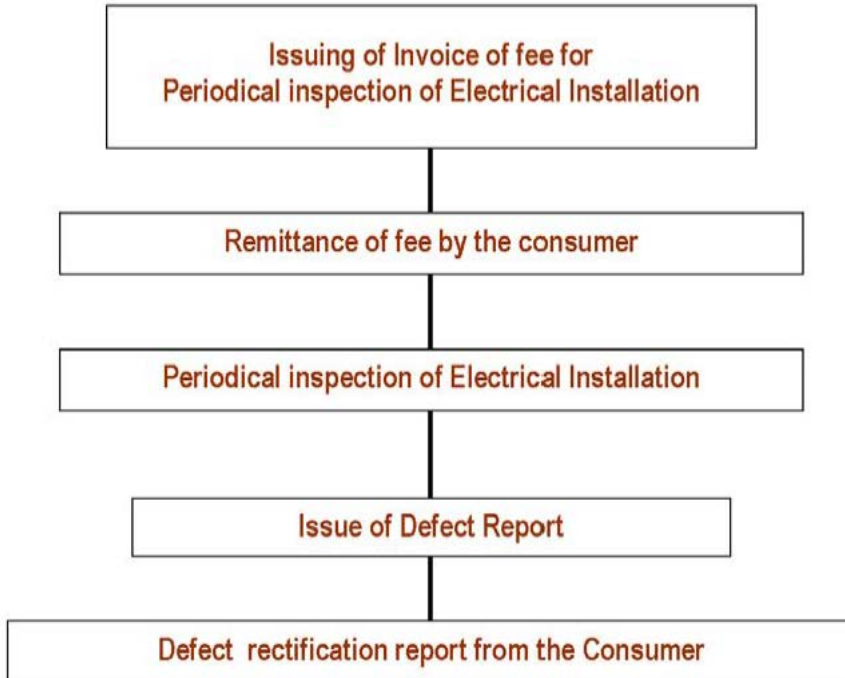 Issuing of Invoice of fee for
Periodical inspection of Electrical Installation
Remittance of fee by the consumer
Periodical inspection of Electrical Installation
Issue of Defect Report
Defect rectification report from the Consumer